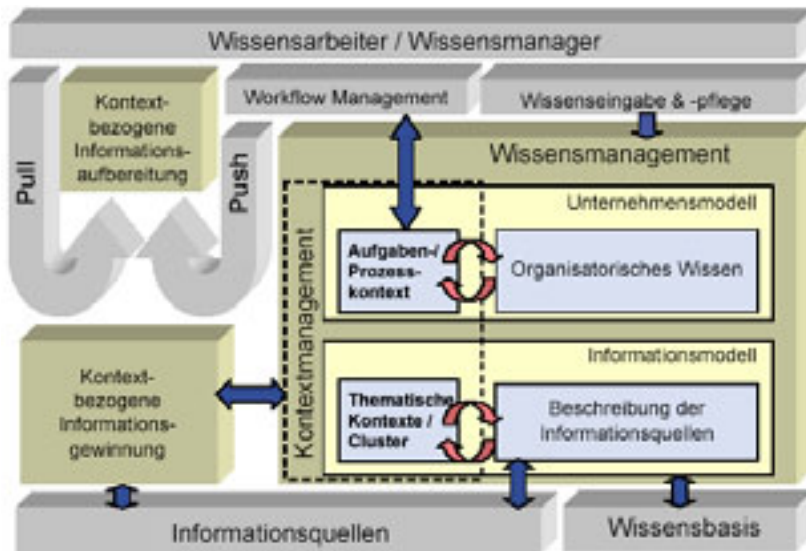 Wissensarbeiter / Wissensmanager
Pull
Kontext-
bezogene
Informations-
aufbereitung
Push
Workflow Management
Wissenseingabe & -pflege
Wissensmanagement
Kontextmanagement
Unternehmensmodell
Aufgaben-/
Prozess-
kontext
Organisatorisches Wissen
Informationsmodell
Thematische
Kontexte /
Cluster
Beschreibung der
Informationsquellen
Kontext-
bezogene
Informations-
gewinnung
Informationsquellen
Wissensbasis